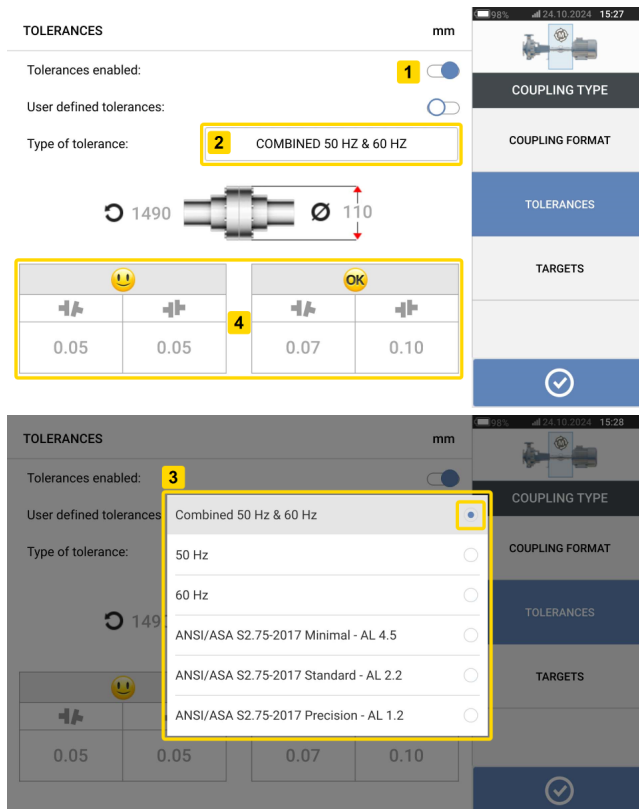 98% 24.10.2024 15:27
TOLERANCES mm
Tolerances enabled: 1
COUPLING TYPE
User defined tolerances:
Type of tolerance: 2 COMBINED 50 HZ & 60 HZ
COUPLING FORMAT
1490 Ø 110
TOLERANCES
OK
TARGETS
4
0.05 0.05 0.07 0.10
98% 24.10.2024 15:28
TOLERANCES mm
Tolerances enabled: 3
COUPLING TYPE
User defined tolerances
Combined 50 Hz & 60 Hz
Type of tolerance:
50 Hz
COUPLING FORMAT
60 Hz
149
TOLERANCES
ANSI/ASA S2.75-2017 Minimal - AL 4.5
ANSI/ASA S2.75-2017 Standard - AL 2.2
TARGETS
ANSI/ASA S2.75-2017 Precision - AL 1.2
0.05 0.05 0.07 0.10